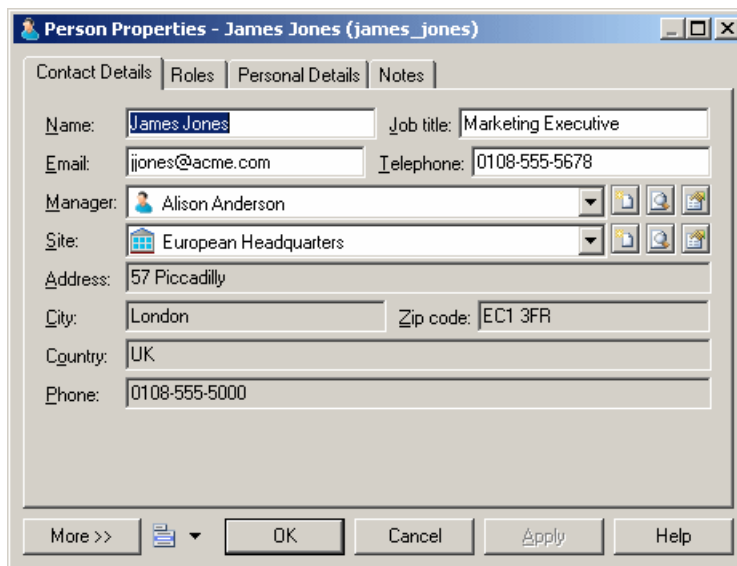 Person Properties - James Jones (james_jones)
Contact Details Roles Personal Details Notes
Name: James Jones Job title: Marketing Executive
Email: jjones@acme.com Telephone: 0108-555-5678
Manager: Alison Anderson
Site: European Headquarters
Address: 57 Piccadilly
City: London Zip code: EC1 3FR
Country: UK
Phone: 0108-555-5000
More >> OK Cancel Apply Help